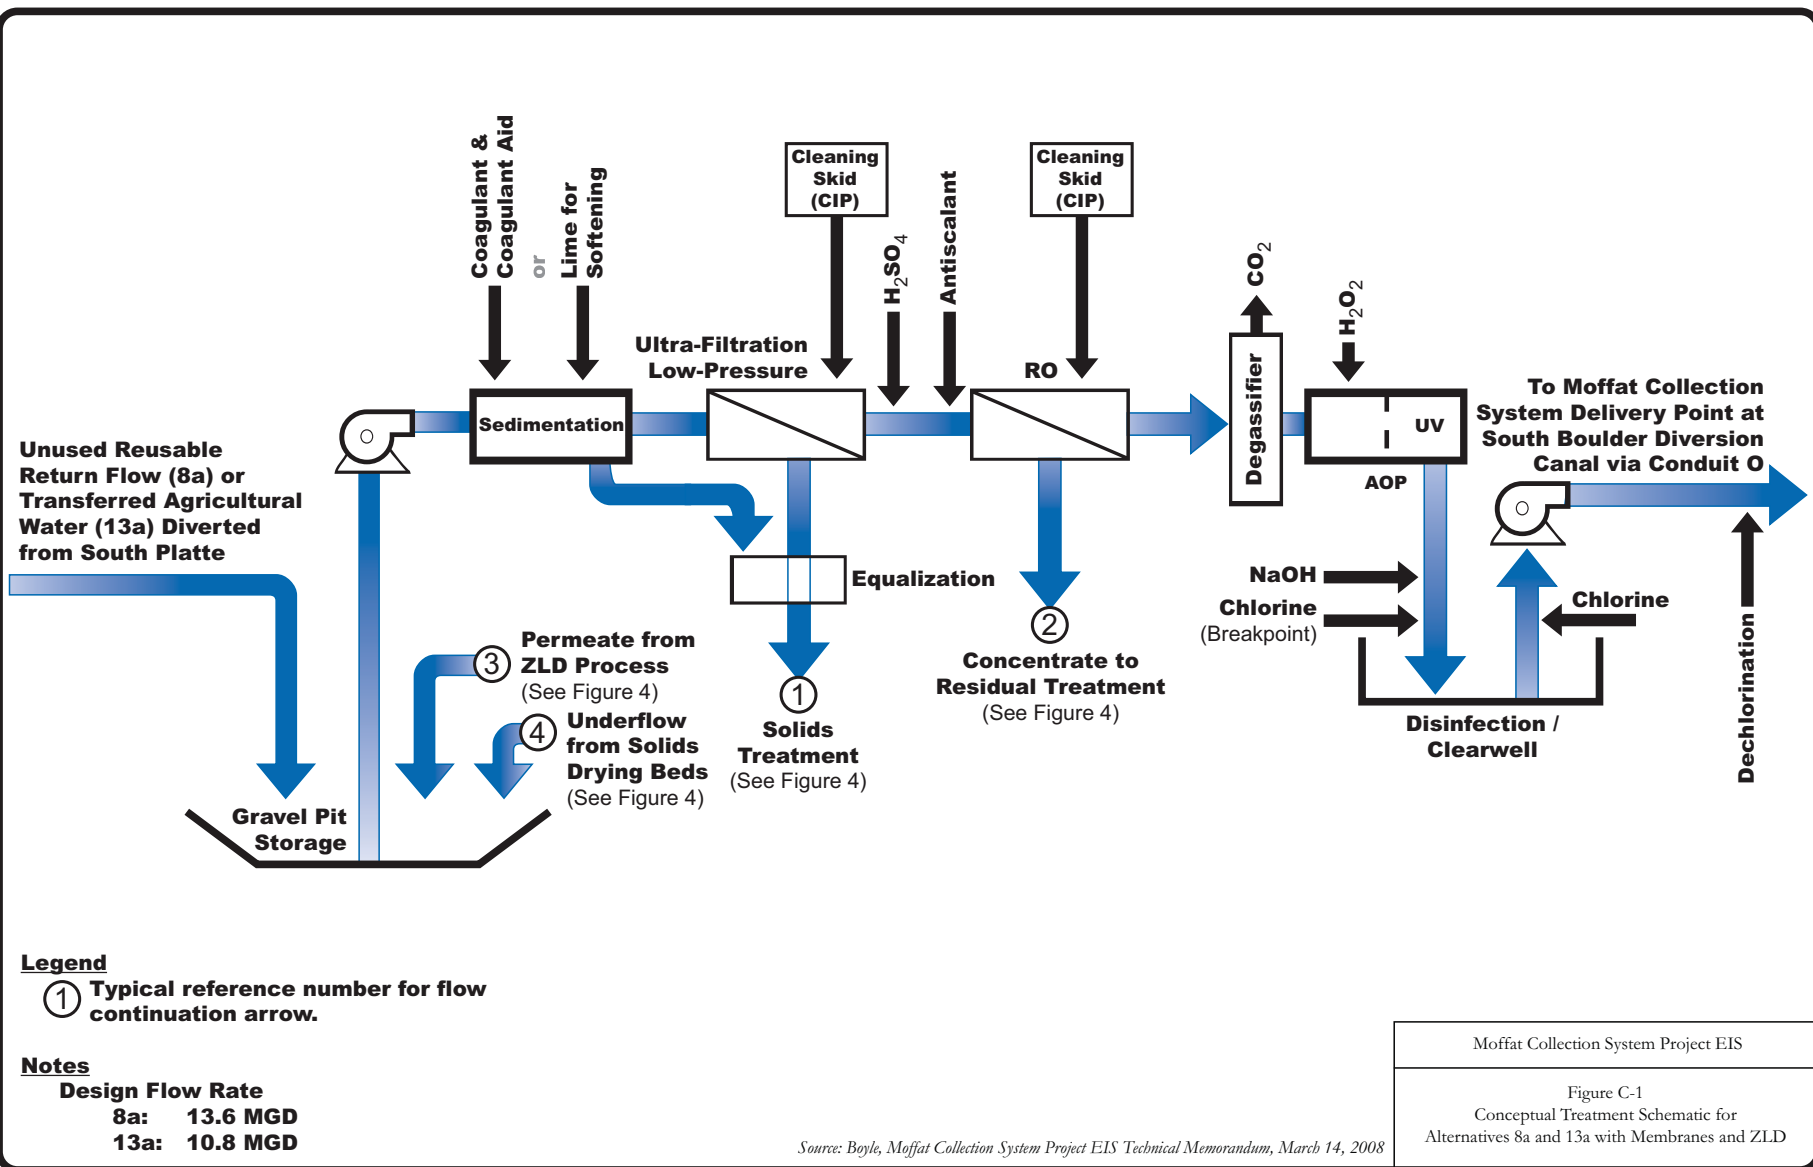 Coagulant &
Coagulant Aid
or
Lime for
Softening
Cleaning
Skid
(CIP)
H2SO4
Antiscalant
Cleaning
Skid
(CIP)
CO2
H2O2
Ultra-Filtration
Low-Pressure
RO
Sedimentation
Degassifier
UV
AOP
To Moffat Collection
System Delivery Point at
South Boulder Diversion
Canal via Conduit O
Unused Reusable
Return Flow (8a) or
Transferred Agricultural
Water (13a) Diverted
from South Platte
Equalization
NaOH
Chlorine
(Breakpoint)
Chlorine
Dechlorination
3
Permeate from
ZLD Process
(See Figure 4)
4
Underflow
from Solids
Drying Beds
(See Figure 4)
1
Solids
Treatment
(See Figure 4)
2
Concentrate to
Residual Treatment
(See Figure 4)
Disinfection /
Clearwell
Gravel Pit
Storage
Legend
1 Typical reference number for flow
continuation arrow.
Notes
Design Flow Rate
8a: 13.6 MGD
13a: 10.8 MGD
Source: Boyle, Moffat Collection System Project EIS Technical Memorandum, March 14, 2008
Moffat Collection System Project EIS
Figure C-1
Conceptual Treatment Schematic for
Alternatives 8a and 13a with Membranes and ZLD